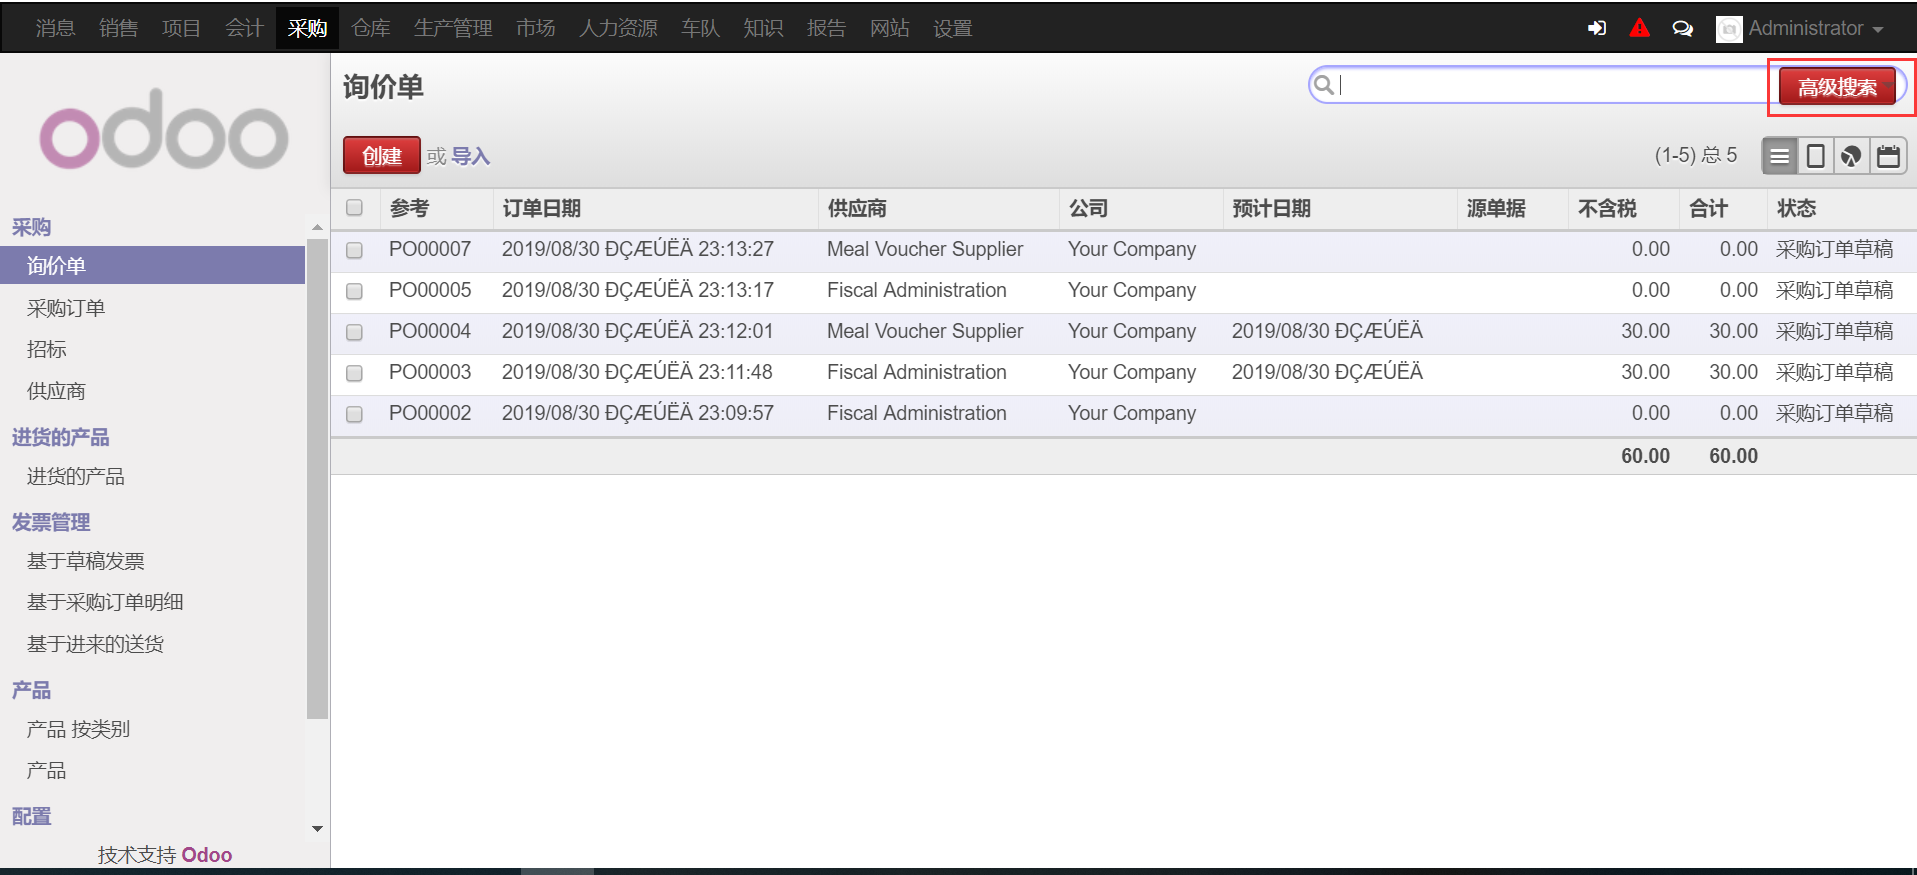 消息 销售 项目 会计 采购 仓库 生产管理 市场 人力资源 车队 知识 报告 网站 设置 Administrator
odoo
询价单 高级搜索
创建 或 导入 (1-5) 总 5
参考 订单日期 供应商 公司 预计日期 源单据 不含税 合计 状态
PO00007 2019/08/30 ÐÇÆÚËÄ 23:13:27 Meal Voucher Supplier Your Company 0.00 0.00 采购订单草稿
PO00005 2019/08/30 ÐÇÆÚËÄ 23:13:17 Fiscal Administration Your Company 0.00 0.00 采购订单草稿
PO00004 2019/08/30 ÐÇÆÚËÄ 23:12:01 Meal Voucher Supplier Your Company 2019/08/30 ÐÇÆÚËÄ 30.00 30.00 采购订单草稿
PO00003 2019/08/30 ÐÇÆÚËÄ 23:11:48 Fiscal Administration Your Company 2019/08/30 ÐÇÆÚËÄ 30.00 30.00 采购订单草稿
PO00002 2019/08/30 ÐÇÆÚËÄ 23:09:57 Fiscal Administration Your Company 0.00 0.00 采购订单草稿
60.00 60.00
采购
询价单
采购订单
招标
供应商
进货的产品
进货的产品
发票管理
基于草稿发票
基于采购订单明细
基于进来的送货
产品
产品 按类别
产品
配置
技术支持 Odoo